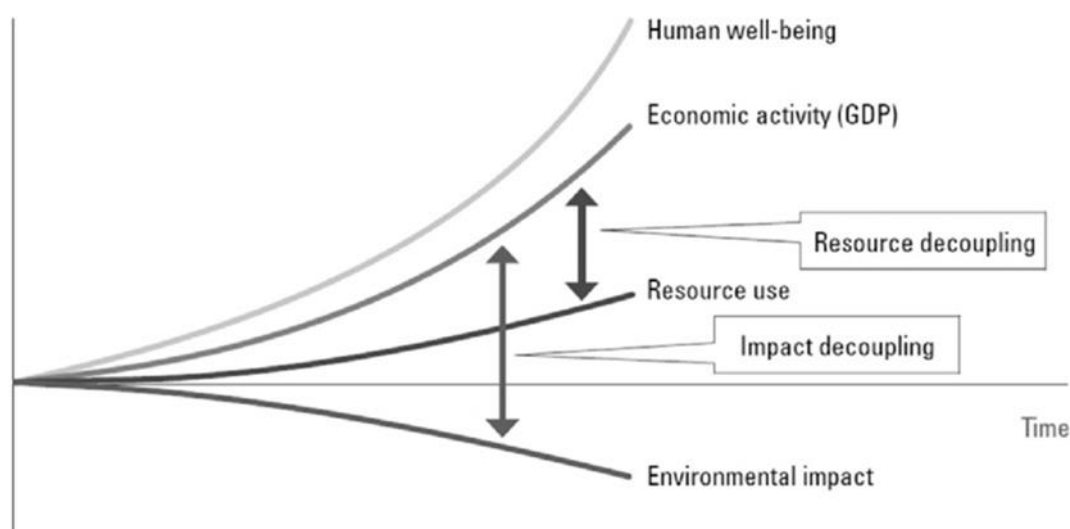 Human well-being
Economic activity (GDP)
Resource decoupling
Resource use
Impact decoupling
Time
Environmental impact